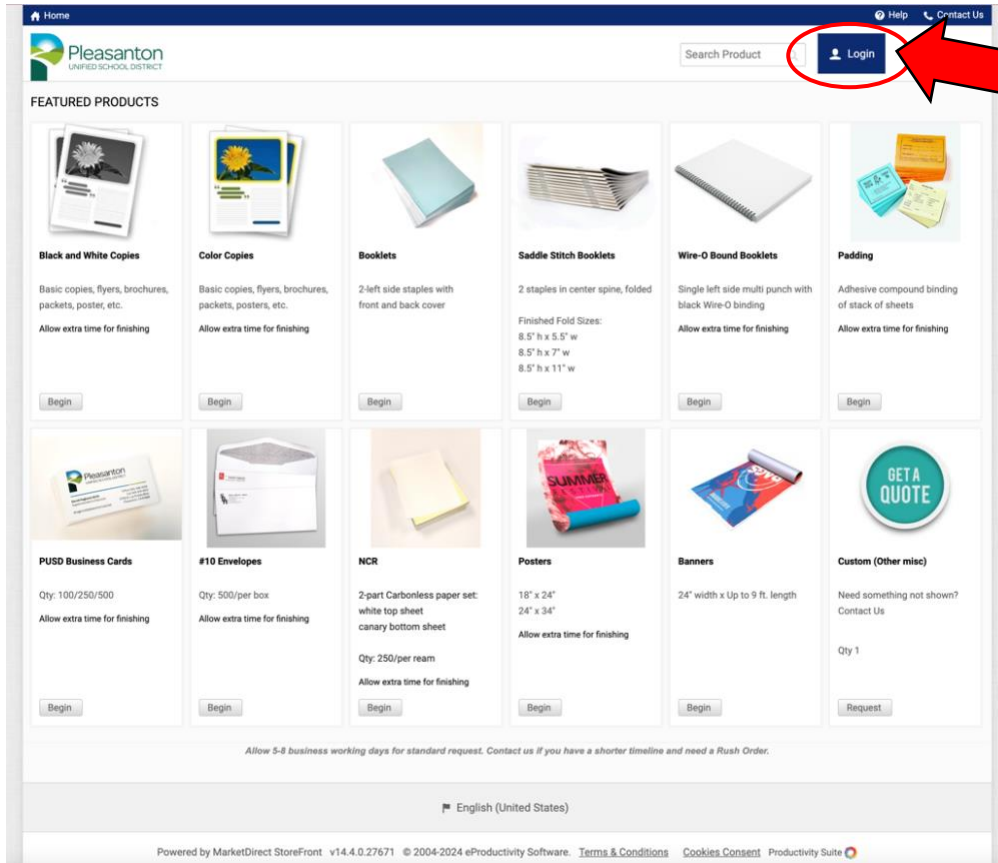 Home
Help
Contact Us
Pleasanton
UNIFIED SCHOOL DISTRICT
Search Product
Login
FEATURED PRODUCTS
Black and White Copies
Basic copies, flyers, brochures,
packets, poster, etc.
Allow extra time for finishing
Begin
Color Copies
Basic copies, flyers, brochures,
packets, posters, etc.
Allow extra time for finishing
Begin
Booklets
2-left side staples with
front and back cover
Begin
Saddle Stitch Booklets
2 staples in center spine, folded
Finished Fold Sizes:
8.5" h x 5.5" w
8.5" h x 7" w
8.5" h x 11" w
Begin
Wire-O Bound Booklets
Single left side multi punch with
black Wire-O binding
Allow extra time for finishing
Begin
Padding
Adhesive compound binding
of stack of sheets
Allow extra time for finishing
Begin
Pleasanton
UNIFIED SCHOOL DISTRICT
PUSD Business Cards
Qty: 100/250/500
Allow extra time for finishing
Begin
#10 Envelopes
Qty: 500/per box
Allow extra time for finishing
Begin
NCR
2-part Carbonless paper set:
white top sheet
canary bottom sheet
Qty: 250/per ream
Allow extra time for finishing
Begin
SUMMER
Posters
18" x 24"
24" x 34"
Allow extra time for finishing
Begin
Banners
24" width x Up to 9 ft. length
Begin
GET A
QUOTE
Custom (Other misc)
Need something not shown?
Contact Us
Qty 1
Request
Allow 5-8 business working days for standard request. Contact us if you have a shorter timeline and need a Rush Order.
English (United States)
Powered by MarketDirect StoreFront v14.4.0.27671 © 2004-2024 eProductivity Software. Terms & Conditions Cookies Consent Productivity Suite